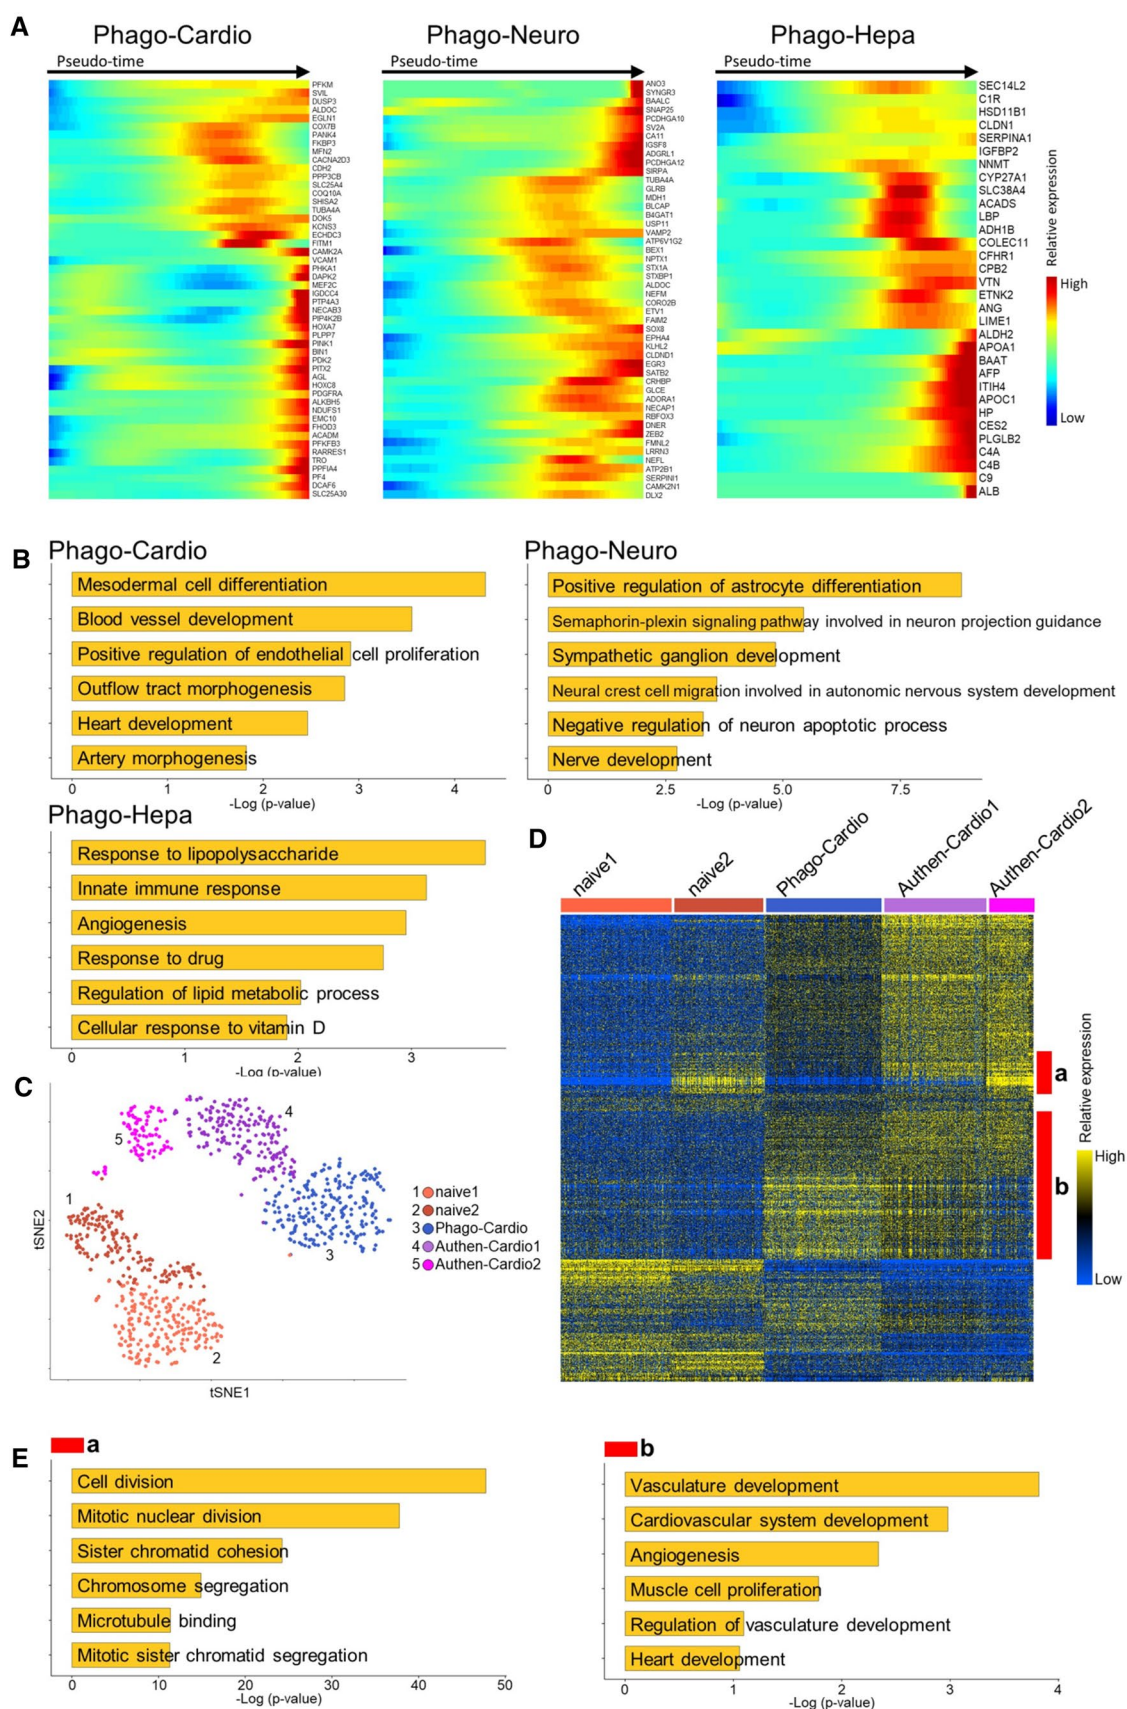 A
Phago-Cardio
Phago-Neuro
Phago-Hepa
Pseudo-time
Pseudo-time
Pseudo-time
PFKM
SVIL
DUSP3
ALDOC
EGLN1
COX7B
PANK4
FKBP3
MFN2
CACNA2D3
CDH2
PPP3CB
SLC25A4
COQ10A
SHISA2
TUBA4A
DOK5
KCNS3
ECHDC3
FITM1
CAMK2A
VCAM1
PHKA1
DAPK2
MEF2C
IGDCC4
PTP4A3
NECAB3
PIP4K2B
HOXA7
PLPP7
PINK1
BIN1
PDK2
PITX2
AGL
HOXC8
PDGFRA
ALKBH5
NDUFS1
EMC10
FHOD3
ACADM
PFKFB3
RARRES1
TRO
PPFIA4
PF4
DCAF6
SLC25A30
ANO3
SYNGR3
BAALC
SNAP25
PCDHGA10
SV2A
CA11
IGSF8
ADGRL1
PCDHGA12
SIRPA
TUBA4A
GLRB
MDH1
BLCAP
B4GAT1
USP11
VAMP2
ATP6V1G2
BEX1
NPTX1
STX1A
STXBP1
ALDOC
NEFM
CORO2B
ETV1
FAIM2
SOX8
EPHA4
KLHL2
CLDND1
EGR3
SATB2
CRHBP
GLCE
ADORA1
NECAP1
RBFOX3
DNER
ZEB2
FMNL2
LRRN3
NEFL
ATP2B1
SERPINI1
CAMK2N1
DLX2
SEC14L2
C1R
HSD11B1
CLDN1
SERPINA1
IGFBP2
NNMT
CYP27A1
SLC38A4
ACADS
LBP
ADH1B
COLEC11
CFHR1
CPB2
VTN
ETNK2
ANG
LIME1
ALDH2
APOA1
BAAT
AFP
ITIH4
APOC1
HP
CES2
PLGLB2
C4A
C4B
C9
ALB
Relative expression
High
Low
B
Phago-Cardio
Mesodermal cell differentiation
Blood vessel development
Positive regulation of endothelial cell proliferation
Outflow tract morphogenesis
Heart development
Artery morphogenesis
0 1 2 3 4
-Log (p-value)
Phago-Neuro
Positive regulation of astrocyte differentiation
Semaphorin-plexin signaling pathway involved in neuron projection guidance
Sympathetic ganglion development
Neural crest cell migration involved in autonomic nervous system development
Negative regulation of neuron apoptotic process
Nerve development
0 2.5 5.0 7.5
-Log (p-value)
Phago-Hepa
Response to lipopolysaccharide
Innate immune response
Angiogenesis
Response to drug
Regulation of lipid metabolic process
Cellular response to vitamin D
0 1 2 3
-Log (p-value)
C
5
4
1
3
2
tSNE2
tSNE1
1 naive1
2 naive2
3 Phago-Cardio
4 Authen-Cardio1
5 Authen-Cardio2
D
naive1
naive2
Phago-Cardio
Authen-Cardio1
Authen-Cardio2
a
b
Relative expression
High
Low
E
a
Cell division
Mitotic nuclear division
Sister chromatid cohesion
Chromosome segregation
Microtubule binding
Mitotic sister chromatid segregation
0 10 20 30 40 50
-Log (p-value)
b
Vasculature development
Cardiovascular system development
Angiogenesis
Muscle cell proliferation
Regulation of vasculature development
Heart development
0 1 2 3 4
-Log (p-value)